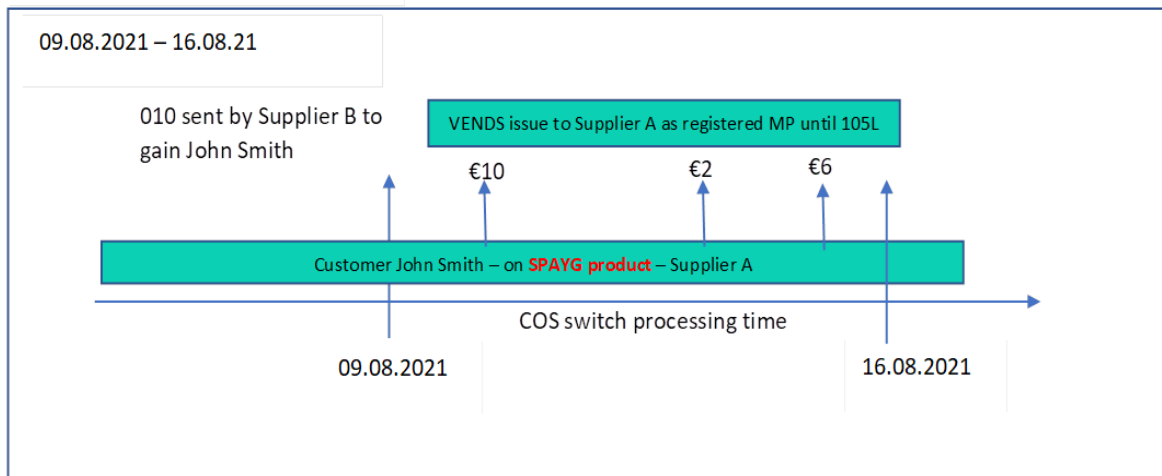 09.08.2021 – 16.08.21
010 sent by Supplier B to
gain John Smith
VENDS issue to Supplier A as registered MP until 105L
€10
€2
€6
Customer John Smith – on SPAYG product – Supplier A
COS switch processing time
09.08.2021
16.08.2021